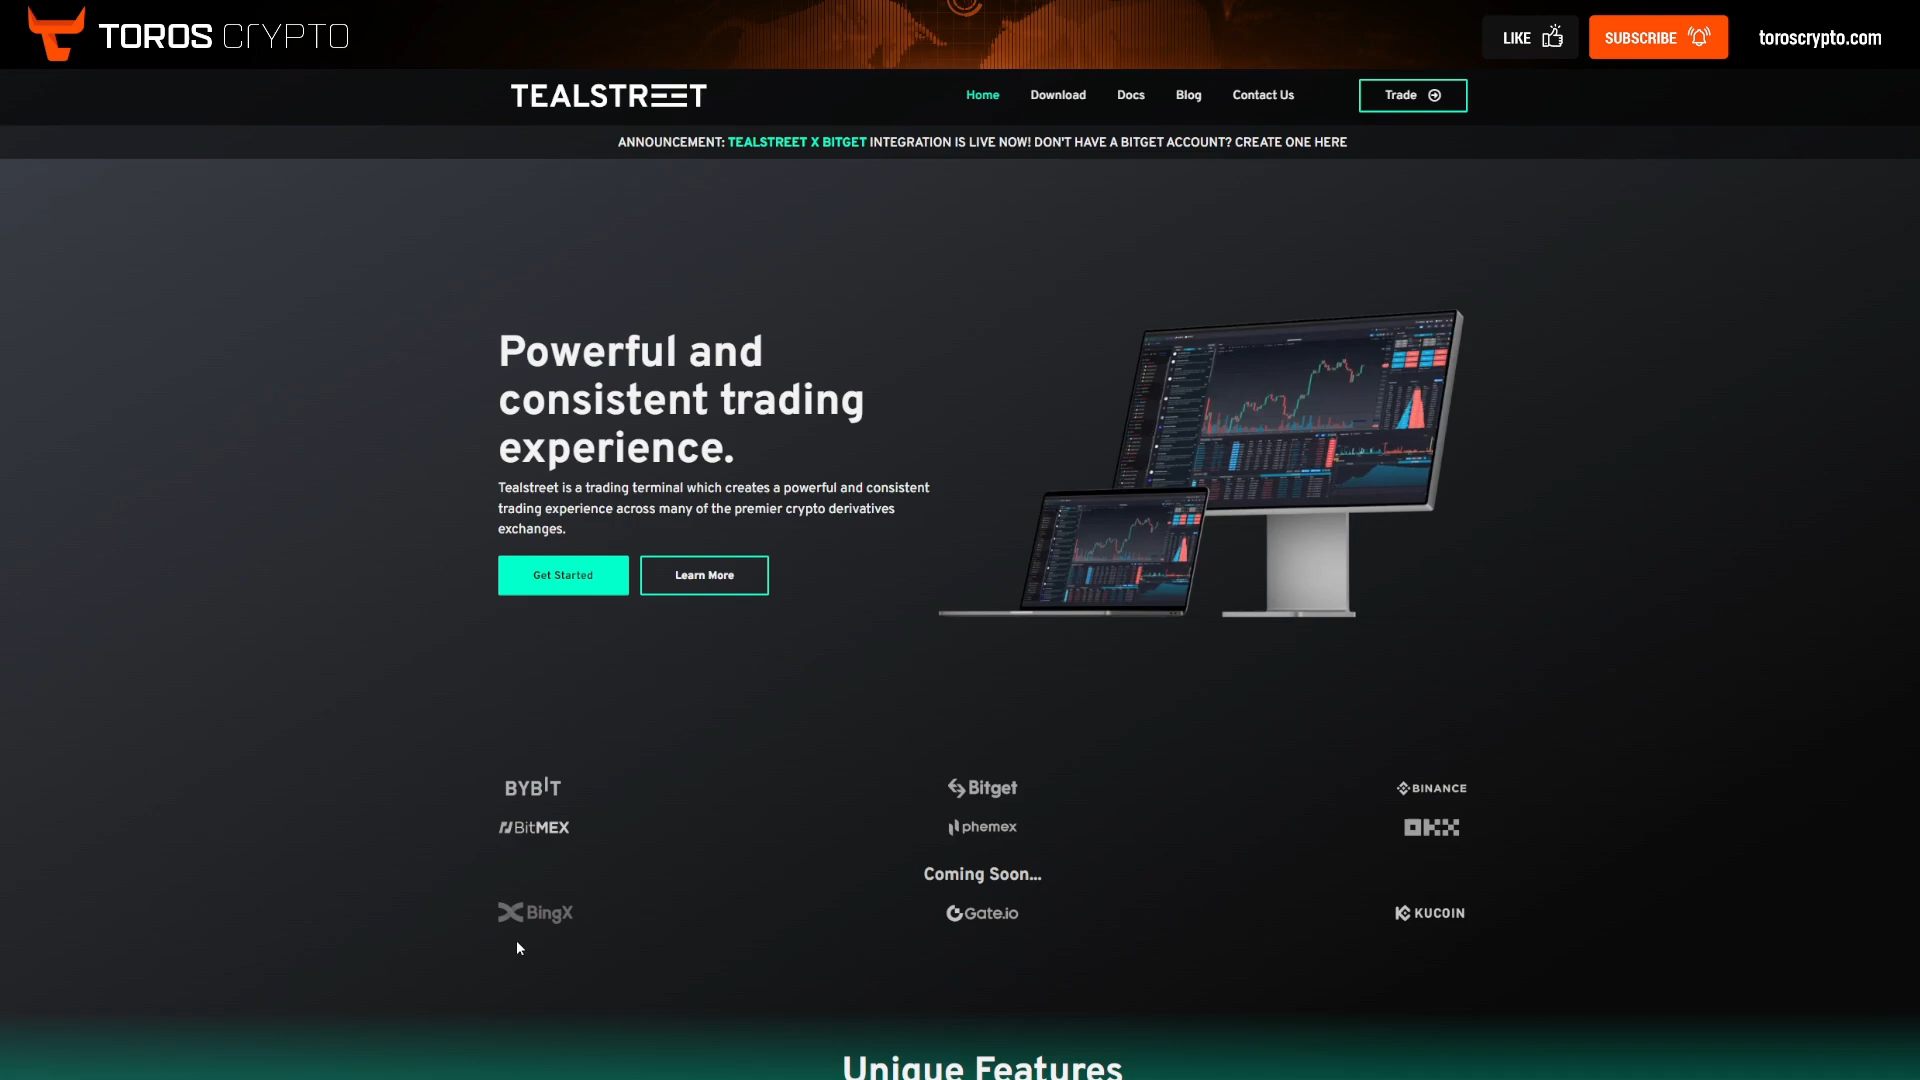 TOROS CRYPTO
LIKE
SUBSCRIBE
toroscrypto.com
TEALSTREET
Home
Download
Docs
Blog
Contact Us
Trade
ANNOUNCEMENT: TEALSTREET X BITGET INTEGRATION IS LIVE NOW! DON'T HAVE A BITGET ACCOUNT? CREATE ONE HERE
Powerful and
consistent trading
experience.
Tealstreet is a trading terminal which creates a powerful and consistent
trading experience across many of the premier crypto derivatives
exchanges.
Get Started
Learn More
BYBIT
Bitget
BINANCE
BitMEX
phemex
OKX
Coming Soon...
BingX
Gate.io
KUCOIN
Unique Features